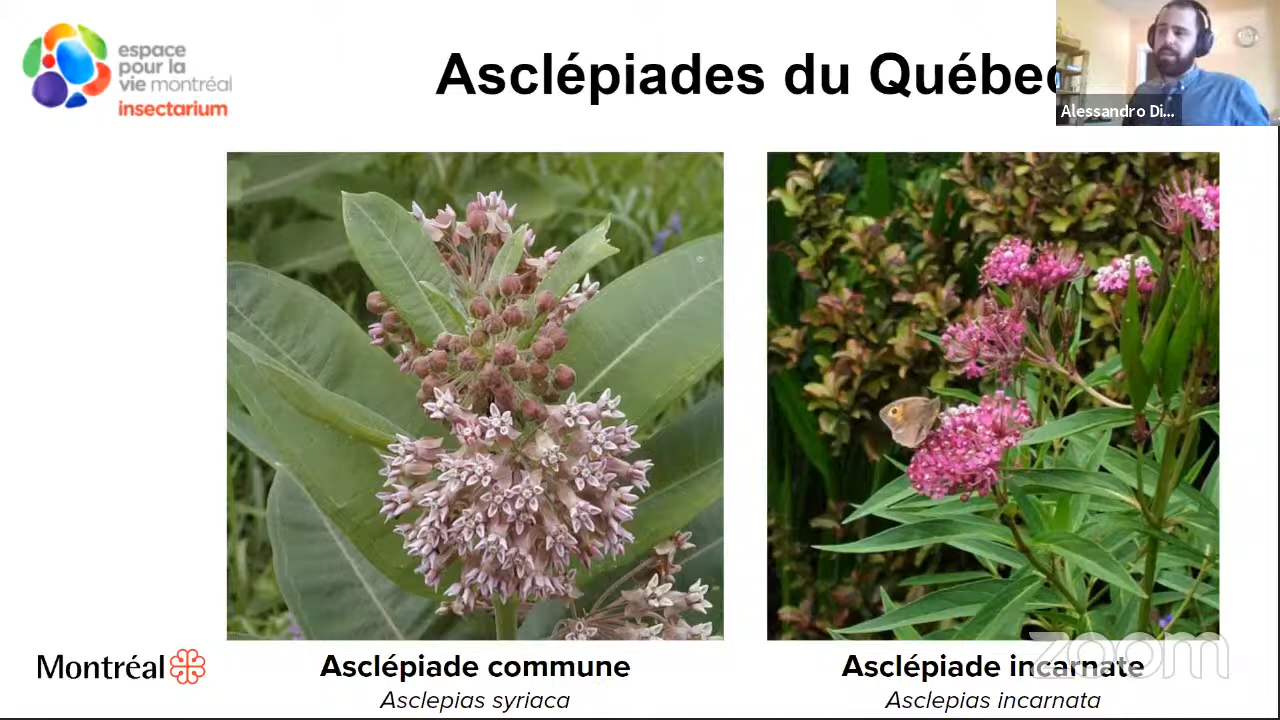 espace
pour la
vie montréal
insectarium
Asclépiades du Québec
Alessandro Di...
Asclépiade commune
Asclepias syriaca
Asclépiade incarnate
Asclepias incarnata
Montréal
zoom